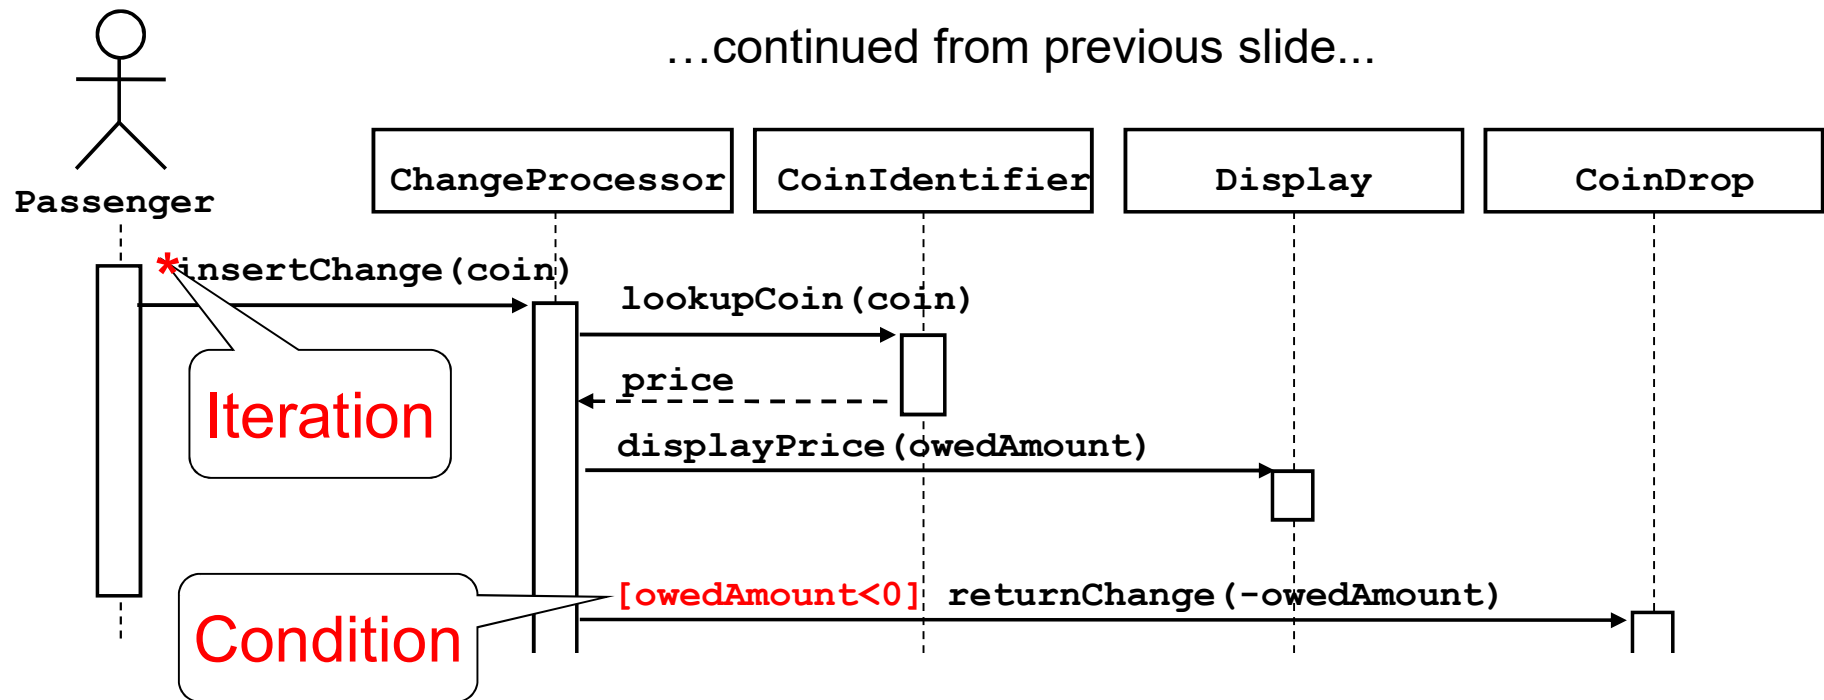 …continued from previous slide...
Passenger
ChangeProcessor
CoinIdentifier
Display
CoinDrop
*insertChange(coin)
lookupCoin(coin)
price
Iteration
displayPrice(owedAmount)
[owedAmount<0] returnChange(-owedAmount)
Condition